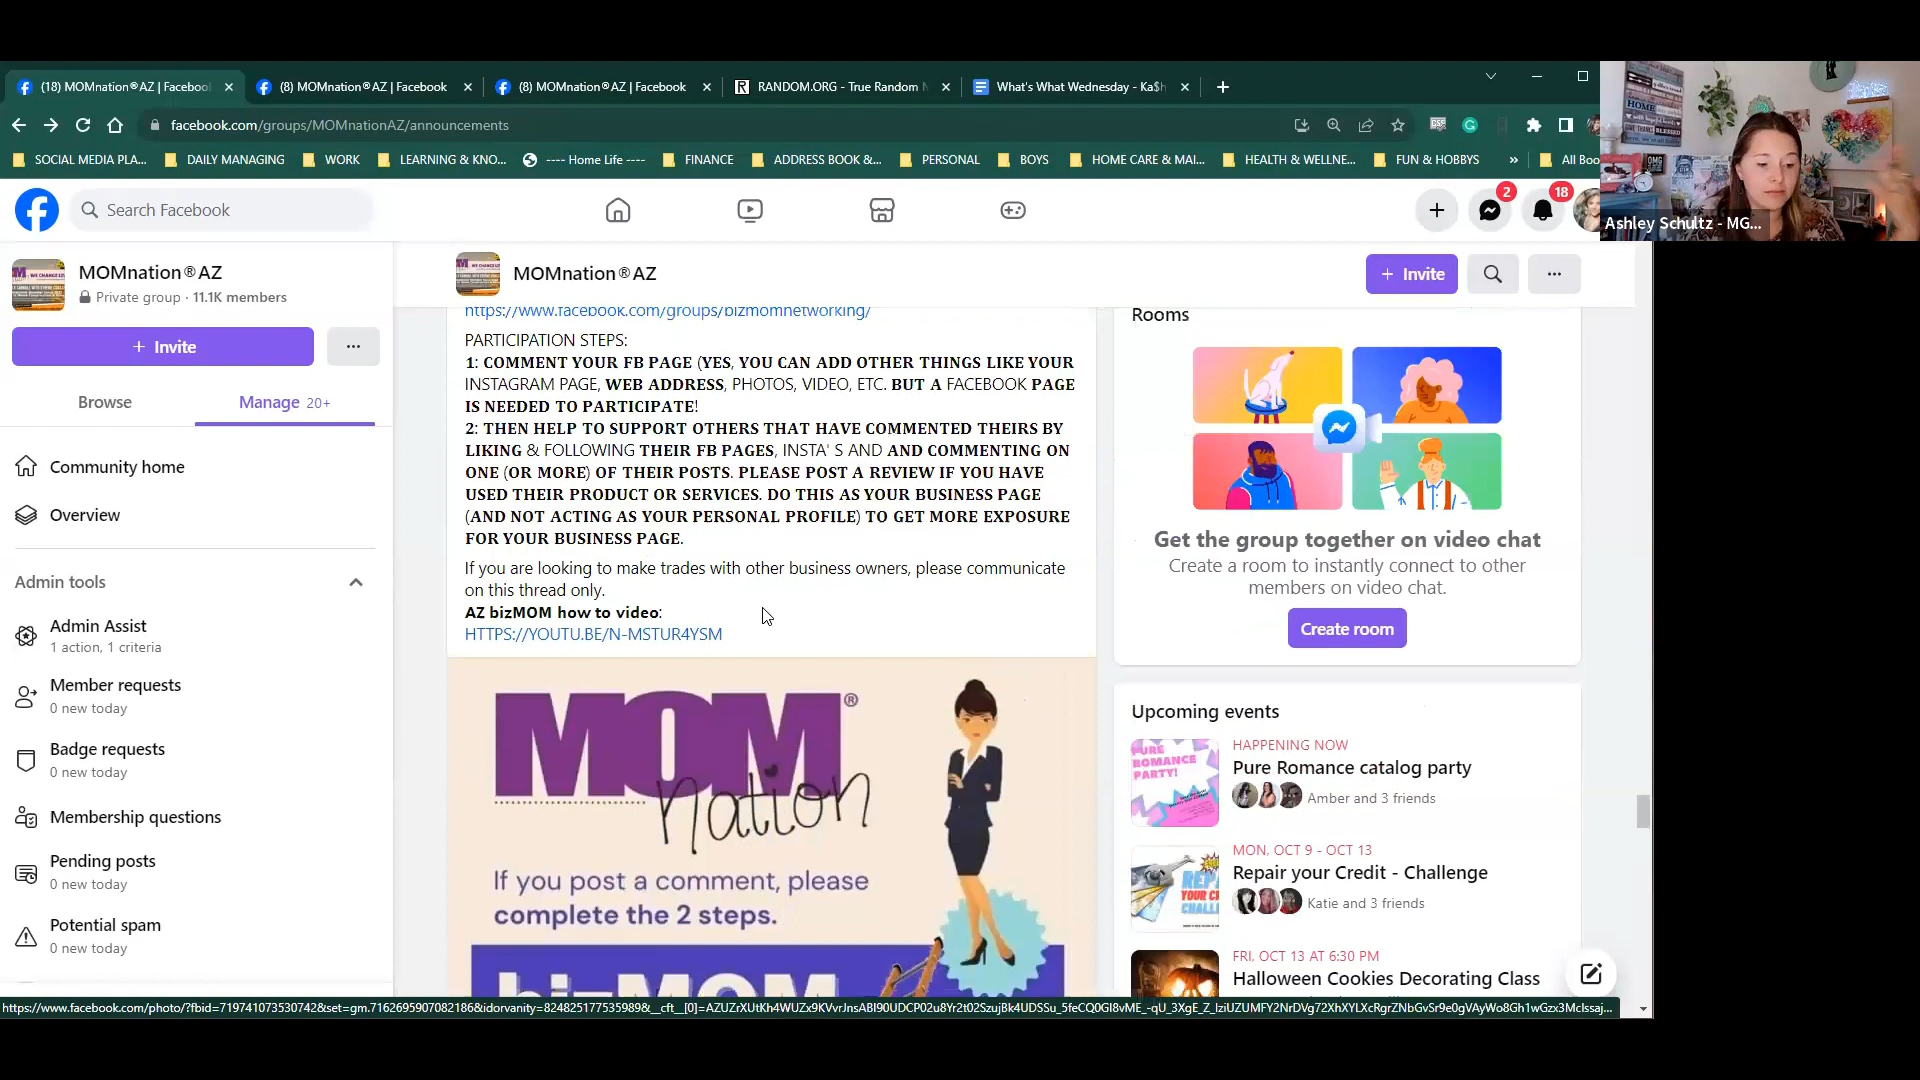 (18) MOMnation®AZ | Facebool
(8) MOMnation®AZ | Facebook
(8) MOMnation®AZ | Facebook
RANDOM.ORG - True Random N
What's What Wednesday - Ka$h
facebook.com/groups/MOMnationAZ/announcements
SOCIAL MEDIA PLA...
DAILY MANAGING
WORK
LEARNING & KNO...
---- Home Life ----
FINANCE
ADDRESS BOOK &...
PERSONAL
BOYS
HOME CARE & MAI...
HEALTH & WELLNE...
FUN & HOBBYS
»
All Boo
HOME
BLESSED
OMG
Ashley Schultz - MG...
Search Facebook
2
18
MOMnation®AZ
Private group · 11.1K members
+ Invite
Browse
Manage 20+
Community home
Overview
Admin tools
Admin Assist
1 action, 1 criteria
Member requests
0 new today
Badge requests
0 new today
Membership questions
Pending posts
0 new today
Potential spam
0 new today
MOMnation®AZ
+ Invite
https://www.facebook.com/groups/bizmomnetworking/
PARTICIPATION STEPS:
1: COMMENT YOUR FB PAGE (YES, YOU CAN ADD OTHER THINGS LIKE YOUR
INSTAGRAM PAGE, WEB ADDRESS, PHOTOS, VIDEO, ETC. BUT A FACEBOOK PAGE
IS NEEDED TO PARTICIPATE!
2: THEN HELP TO SUPPORT OTHERS THAT HAVE COMMENTED THEIRS BY
LIKING & FOLLOWING THEIR FB PAGES, INSTA' S AND AND COMMENTING ON
ONE (OR MORE) OF THEIR POSTS. PLEASE POST A REVIEW IF YOU HAVE
USED THEIR PRODUCT OR SERVICES. DO THIS AS YOUR BUSINESS PAGE
(AND NOT ACTING AS YOUR PERSONAL PROFILE) TO GET MORE EXPOSURE
FOR YOUR BUSINESS PAGE.
If you are looking to make trades with other business owners, please communicate
on this thread only.
AZ bizMOM how to video:
HTTPS://YOUTU.BE/N-MSTUR4YSM
MOM®
nation
If you post a comment, please
complete the 2 steps.
bizMOM
Rooms
Get the group together on video chat
Create a room to instantly connect to other
members on video chat.
Create room
Upcoming events
PURE
ROMANCE
PARTY!
HAPPENING NOW
Pure Romance catalog party
Amber and 3 friends
MON, OCT 9 - OCT 13
Repair your Credit - Challenge
Katie and 3 friends
FRI, OCT 13 AT 6:30 PM
Halloween Cookies Decorating Class